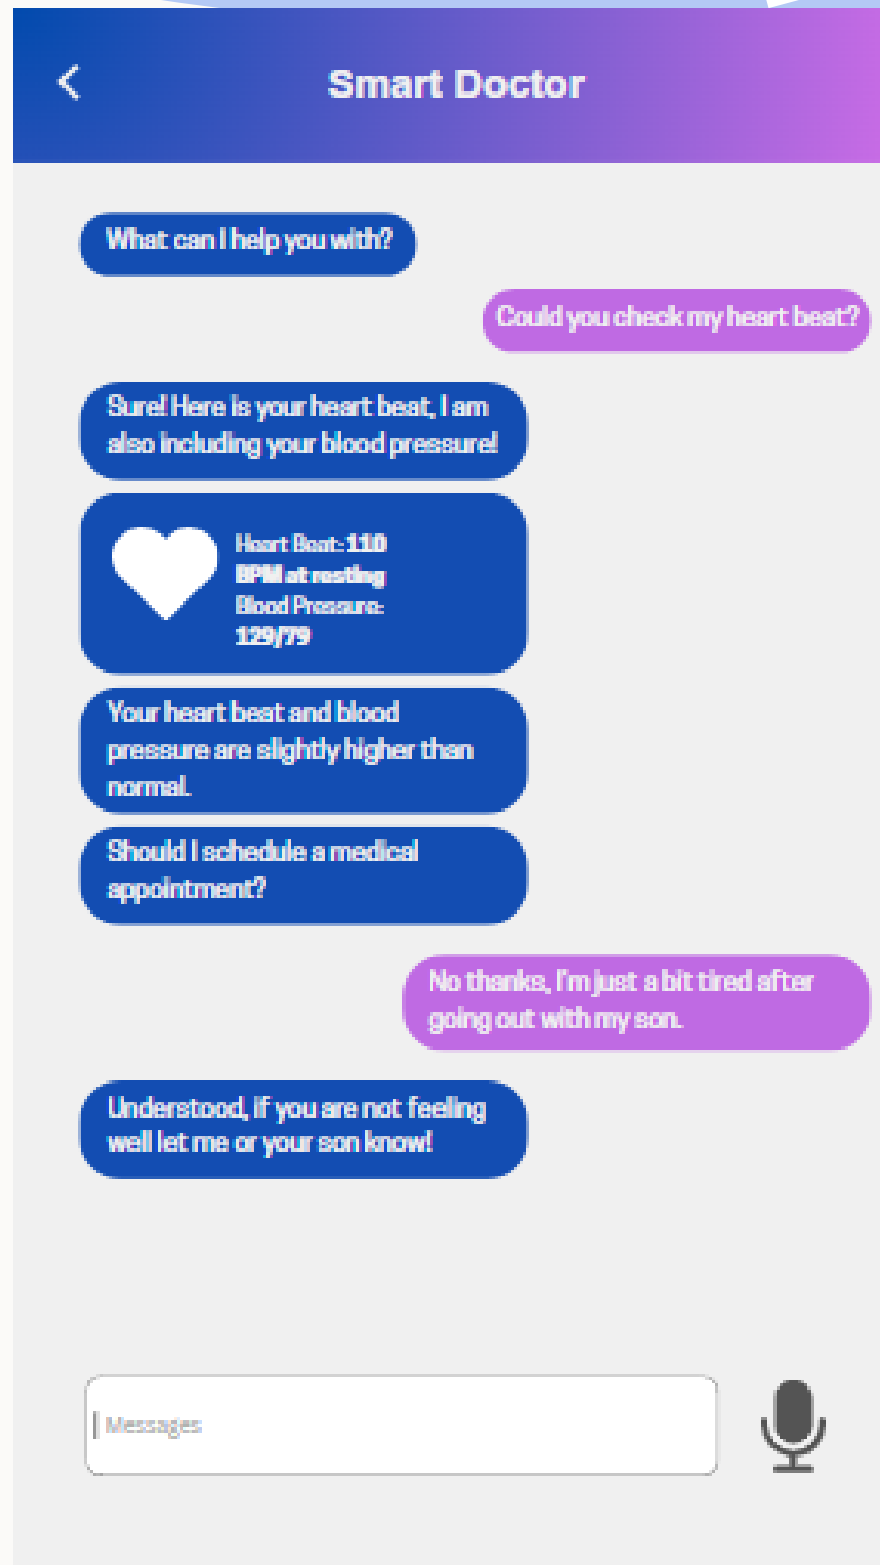 Smart Doctor
What can I help you with?
Could you check my heart beat?
Sure! Here is your heart beat, I am
also including your blood pressure!
Heart Beat: 110
BPM at resting
Blood Pressure:
129/79
Your heart beat and blood
pressure are slightly higher than
normal.
Should I schedule a medical
appointment?
No thanks, I'm just a bit tired after
going out with my son.
Understood, if you are not feeling
well let me or your son know!
Messages